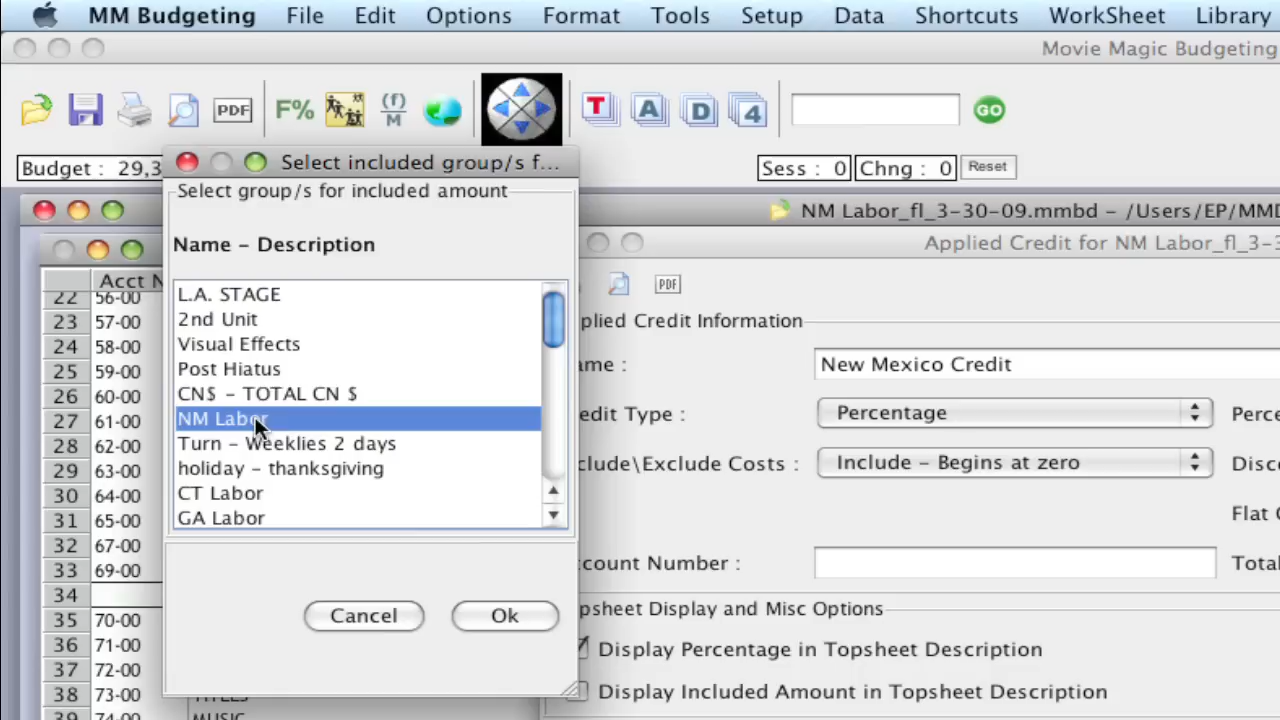 MM Budgeting File Edit Options Format Tools Setup Data Shortcuts WorkSheet Library
Movie Magic Budgeting
PDF F% (f) M T A D 4 GO
Budget : 29,3
Sess : 0 Chng : 0 Reset
Select included group/s f...
Select group/s for included amount
Name – Description
L.A. STAGE
2nd Unit
Visual Effects
Post Hiatus
CN$ – TOTAL CN $
NM Labor
Turn – Weeklies 2 days
holiday – thanksgiving
CT Labor
GA Labor
Cancel Ok
NM Labor_fl_3-30-09.mmbd – /Users/EP/MMD
Acct N
22 56-00
23 57-00
24 58-00
25 59-00
26 60-00
27 61-00
28 62-00
29 63-00
30 64-00
31 65-00
32 67-00
33 69-00
34
35 70-00
36 71-00
37 72-00
38 73-00 TITLES
39 74-00 MUSIC
Applied Credit for NM Labor_fl_3-3
PDF
plied Credit Information
ame : New Mexico Credit
edit Type : Percentage Perce
clude\Exclude Costs : Include – Begins at zero Disc
Flat
count Number : Tota
psheet Display and Misc Options
Display Percentage in Topsheet Description
Display Included Amount in Topsheet Description